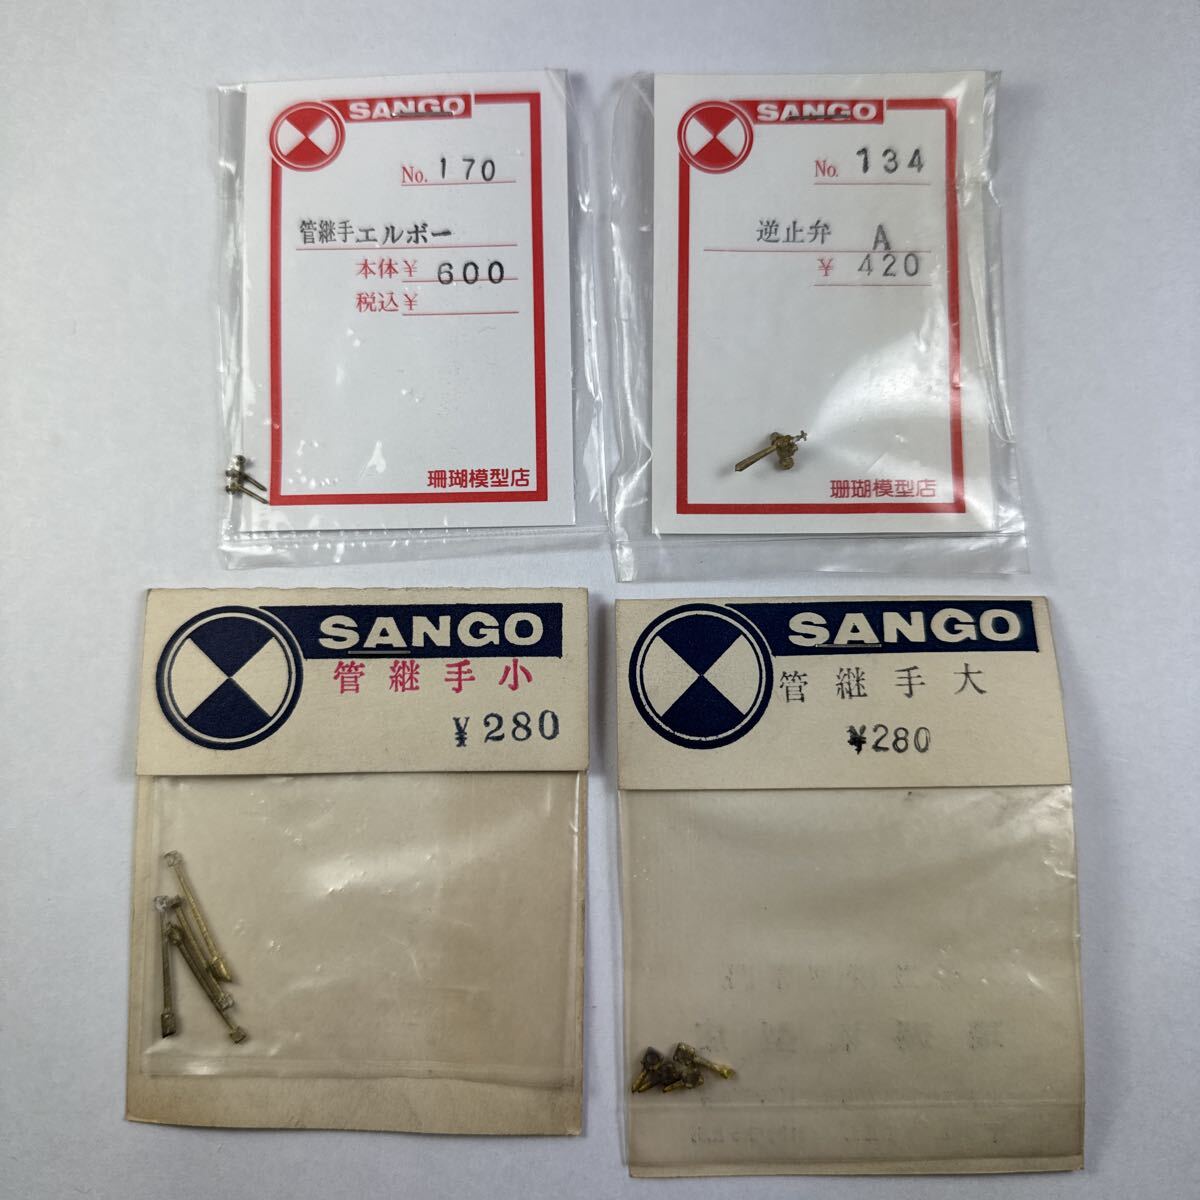 SANGO
No. 170
管継手エルボー
本体¥ 600
税込¥
珊瑚模型店
SANGO
No. 134
逆止弁 A
¥ 420
珊瑚模型店
SANGO
管継手小
¥280
SANGO
管継手大
¥280